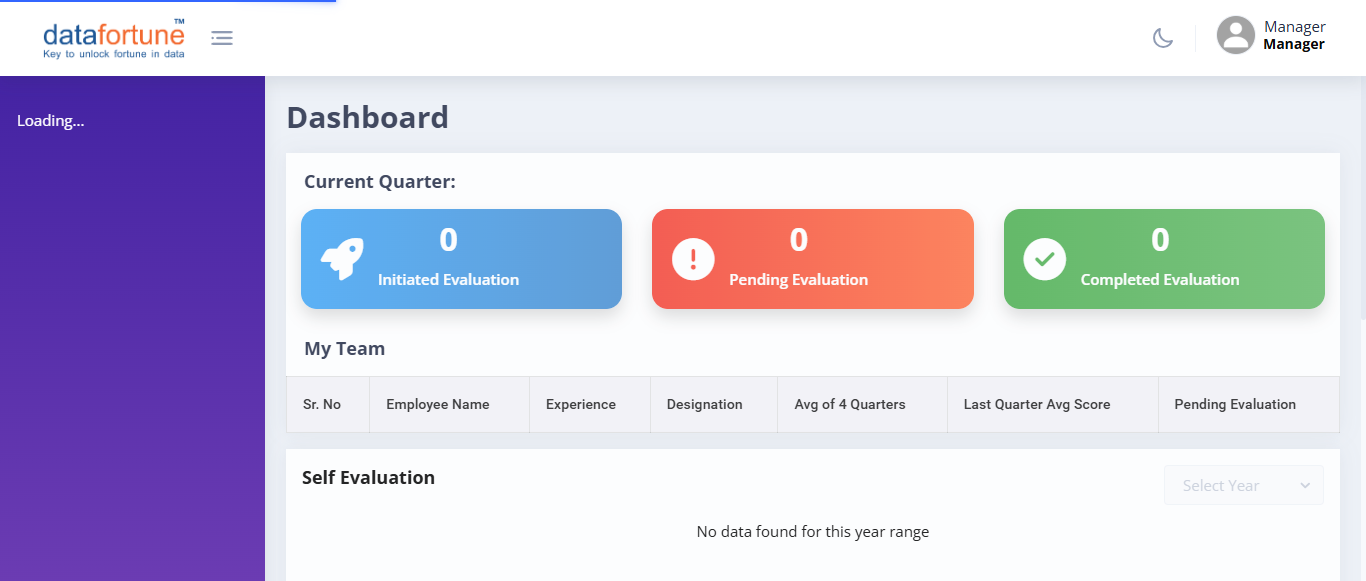 datafortune™
Key to unlock fortune in data
Manager
Manager
Loading...
Dashboard
Current Quarter:
0
Initiated Evaluation
0
Pending Evaluation
0
Completed Evaluation
My Team
Sr. No Employee Name Experience Designation Avg of 4 Quarters Last Quarter Avg Score Pending Evaluation
Self Evaluation
Select Year
No data found for this year range